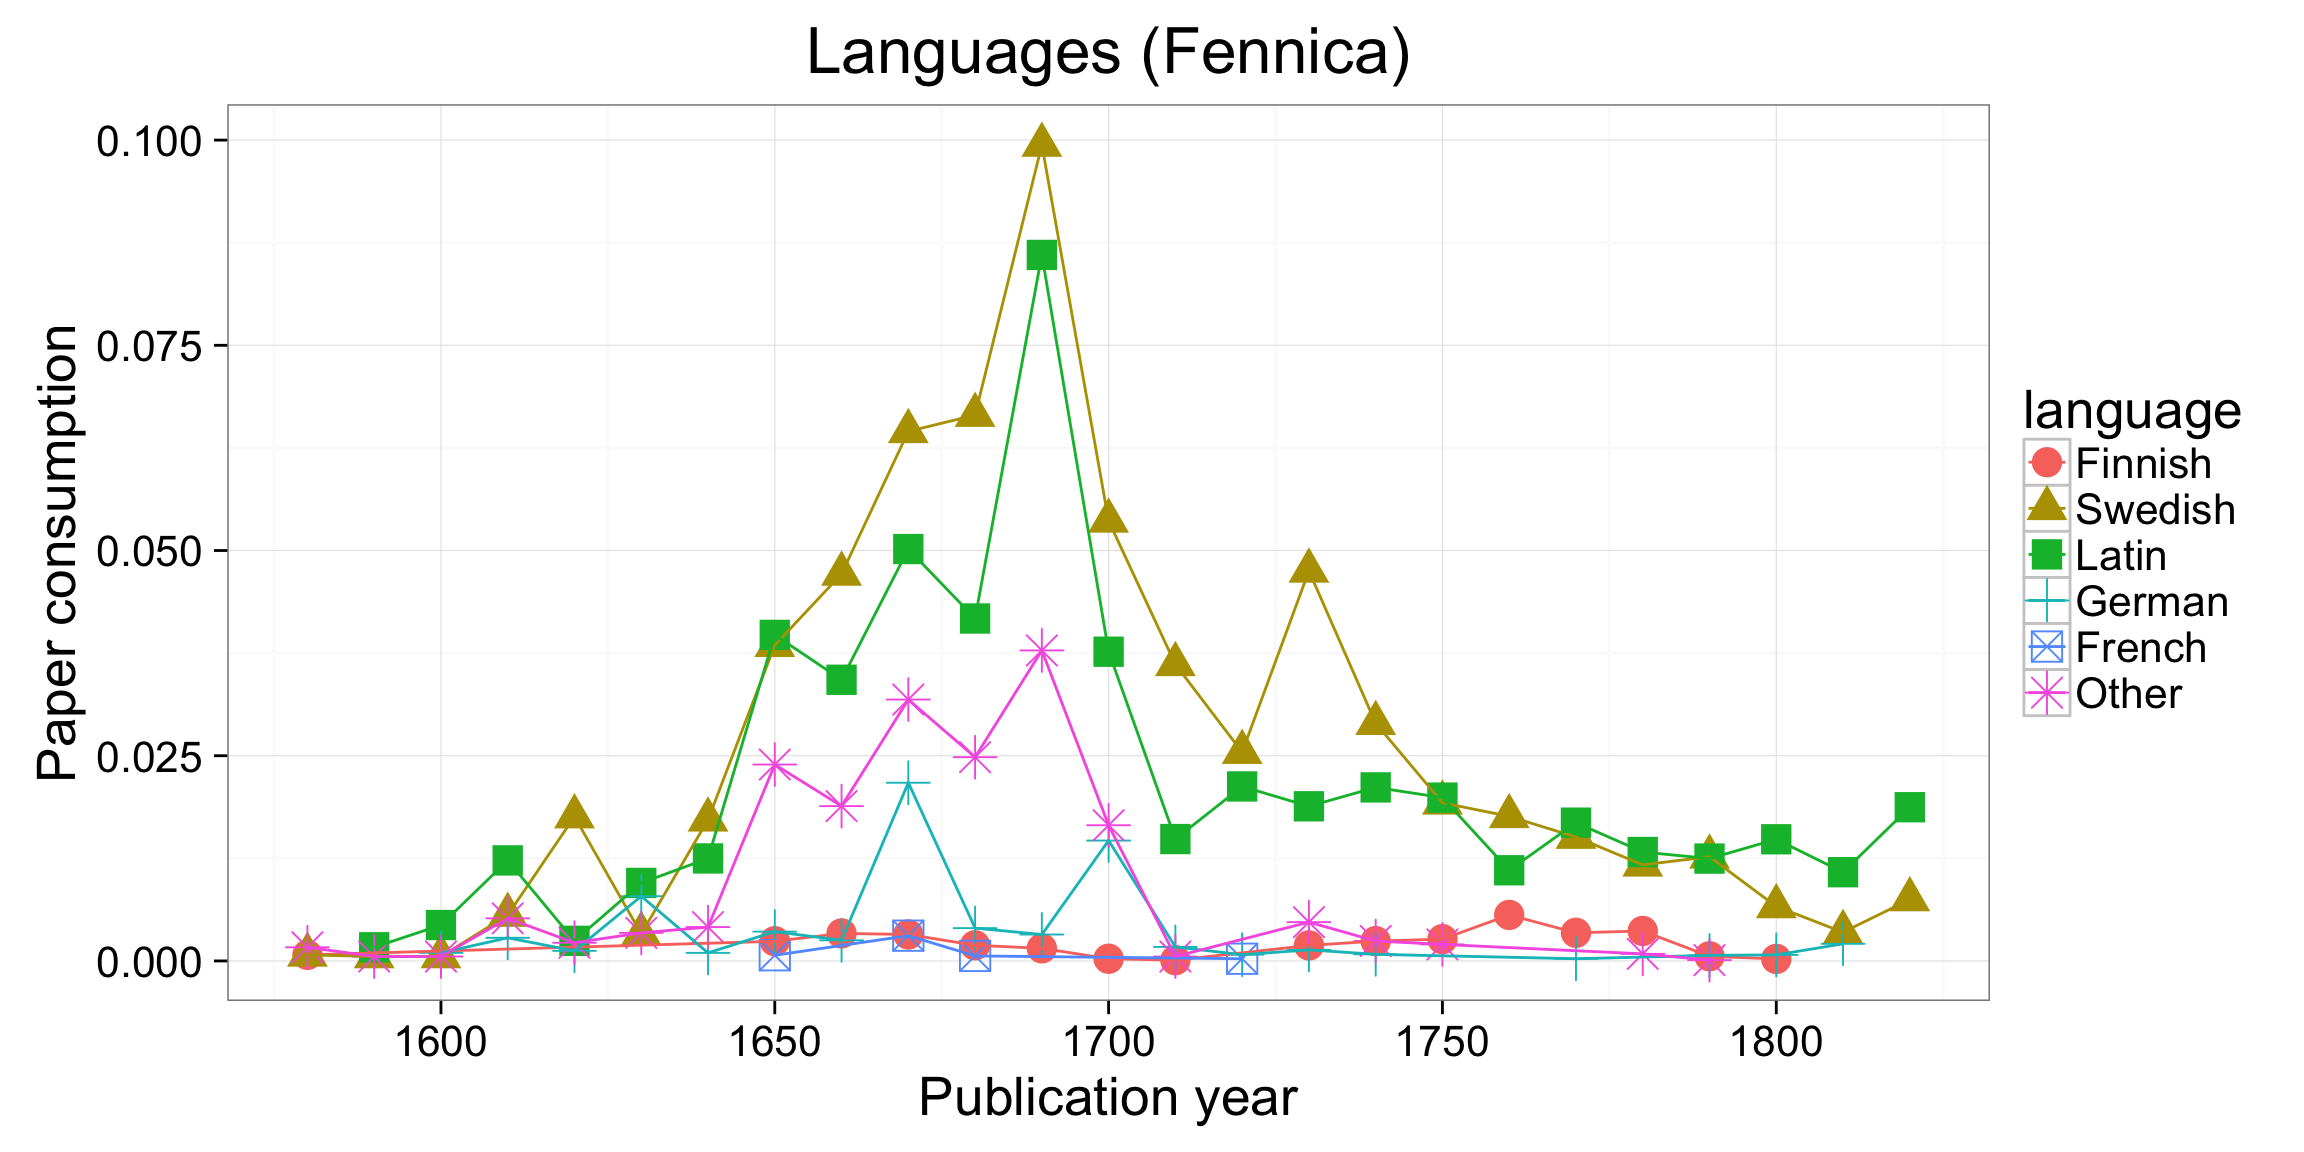 Languages (Fennica)
Paper consumption
0.100
0.075
0.050
0.025
0.000
1600 1650 1700 1750 1800
Publication year
language
Finnish
Swedish
Latin
German
French
Other